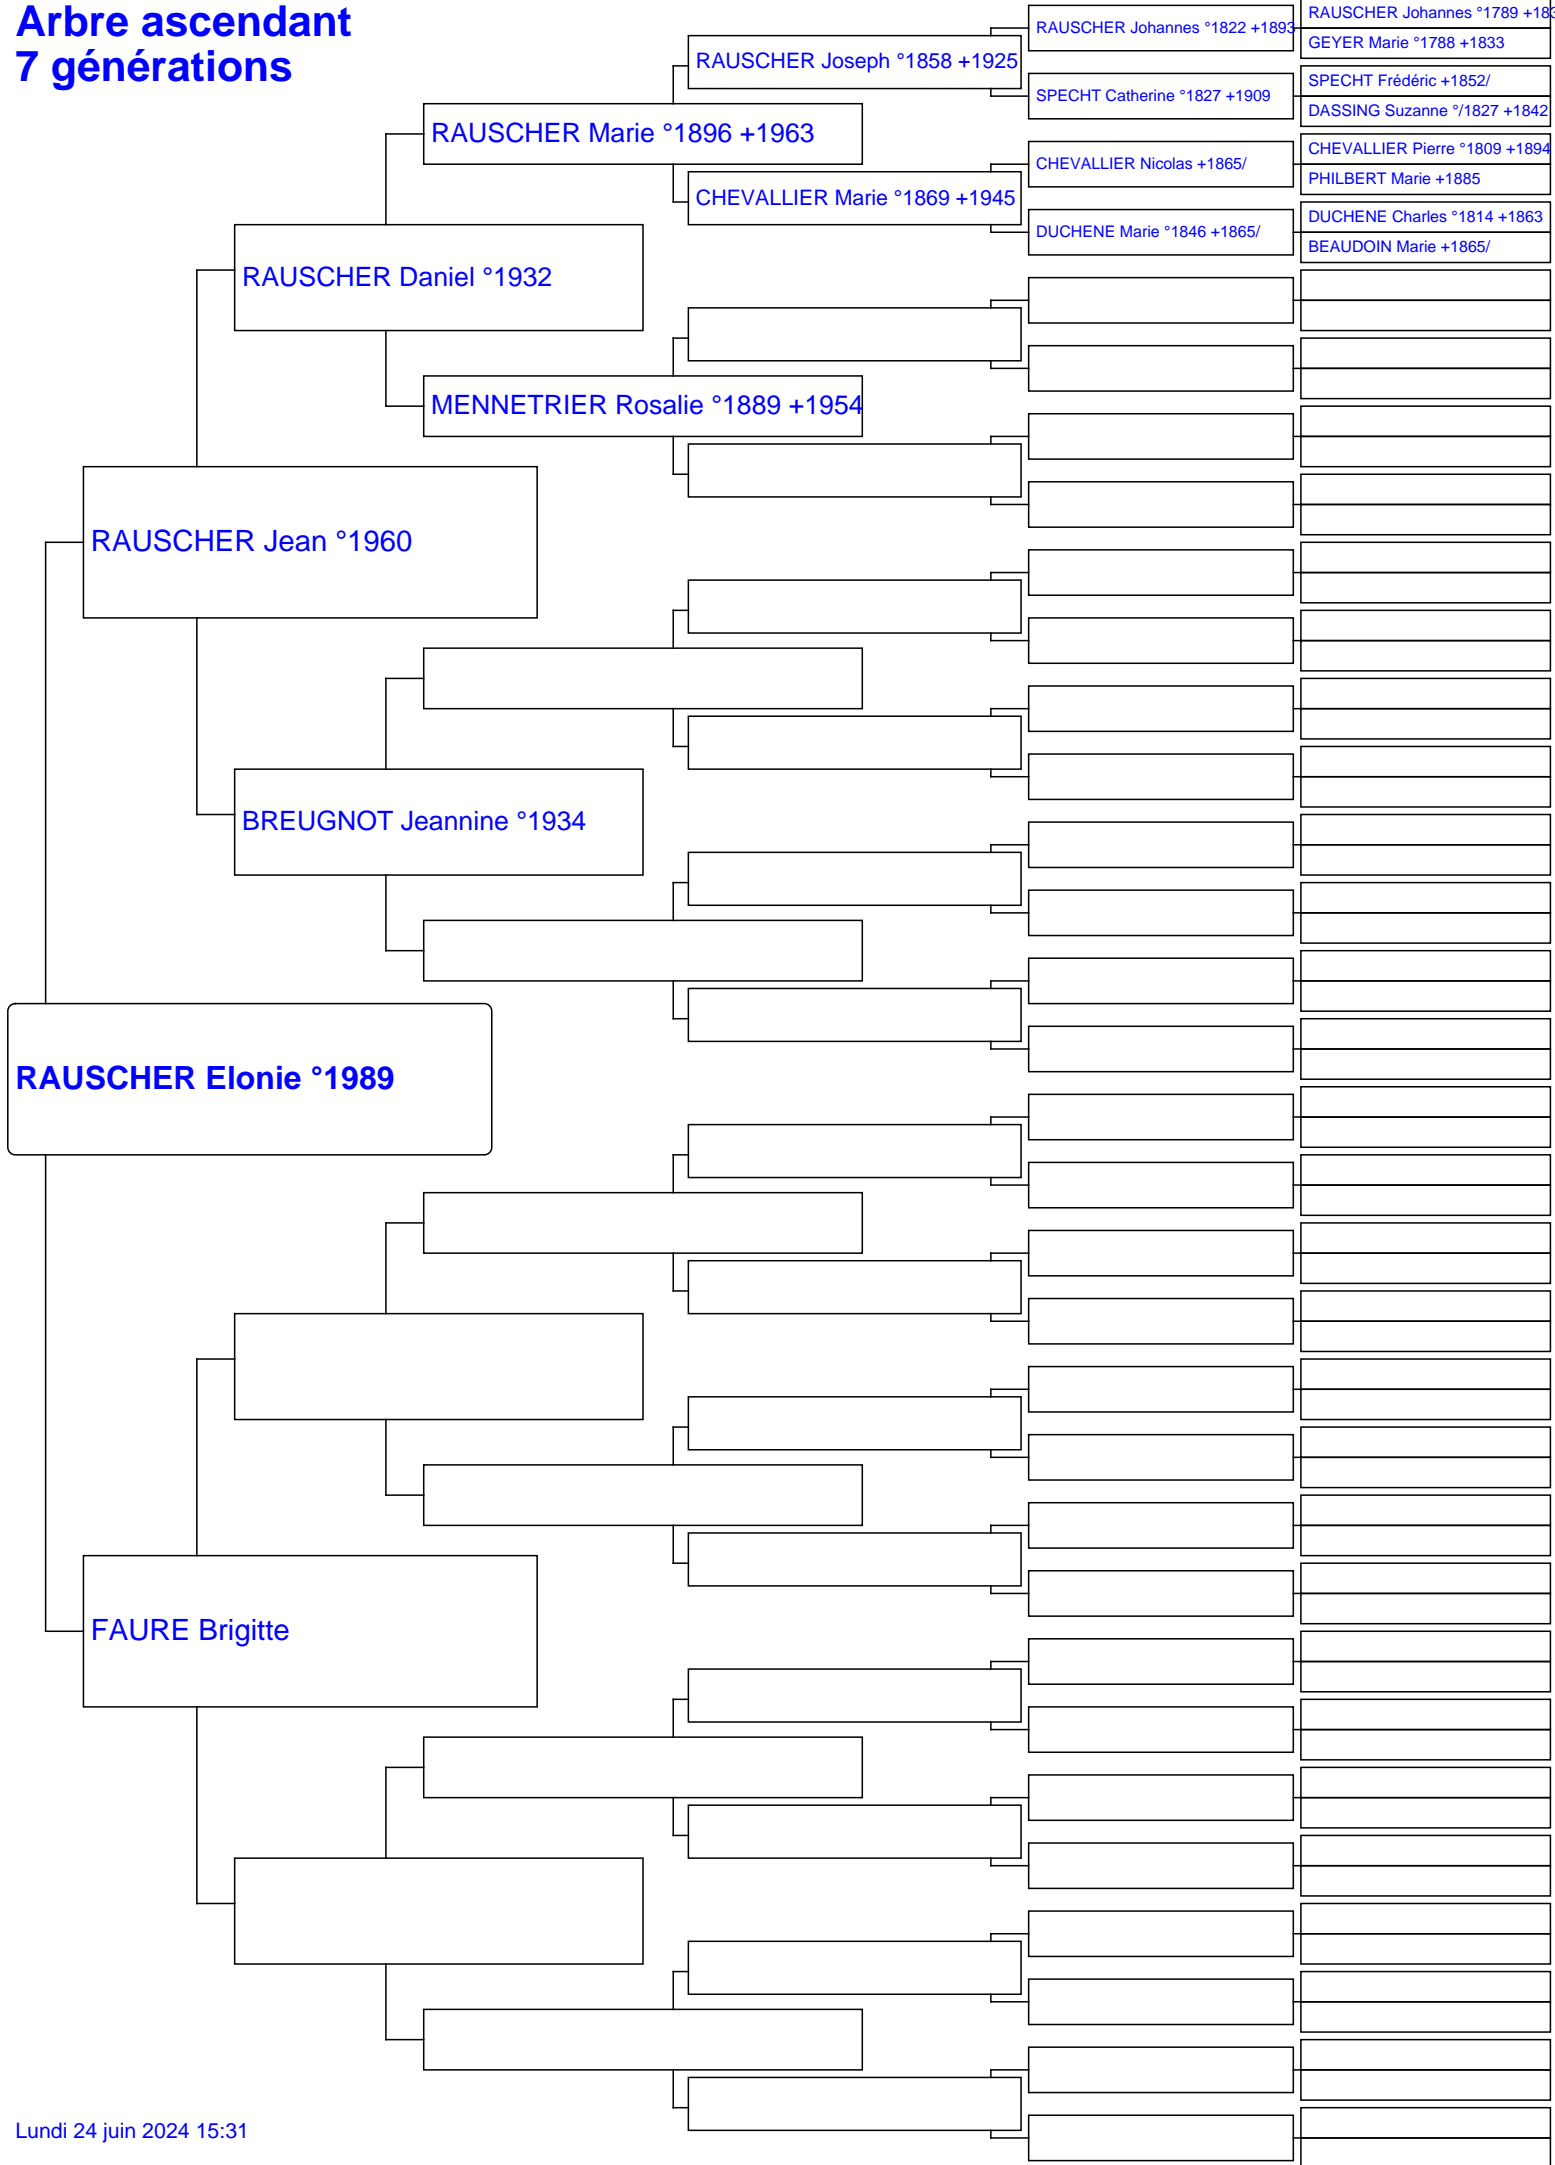 Arbre ascendant
7 générations
RAUSCHER Johannes °1789 +183
RAUSCHER Johannes °1822 +1893
GEYER Marie °1788 +1833
RAUSCHER Joseph °1858 +1925
SPECHT Frédéric +1852/
SPECHT Catherine °1827 +1909
DASSING Suzanne °/1827 +1842
RAUSCHER Marie °1896 +1963
CHEVALLIER Pierre °1809 +1894
CHEVALLIER Nicolas +1865/
PHILBERT Marie +1885
CHEVALLIER Marie °1869 +1945
DUCHENE Charles °1814 +1863
DUCHENE Marie °1846 +1865/
BEAUDOIN Marie +1865/
RAUSCHER Daniel °1932
MENNETRIER Rosalie °1889 +1954
RAUSCHER Jean °1960
BREUGNOT Jeannine °1934
RAUSCHER Elonie °1989
FAURE Brigitte
Lundi 24 juin 2024 15:31